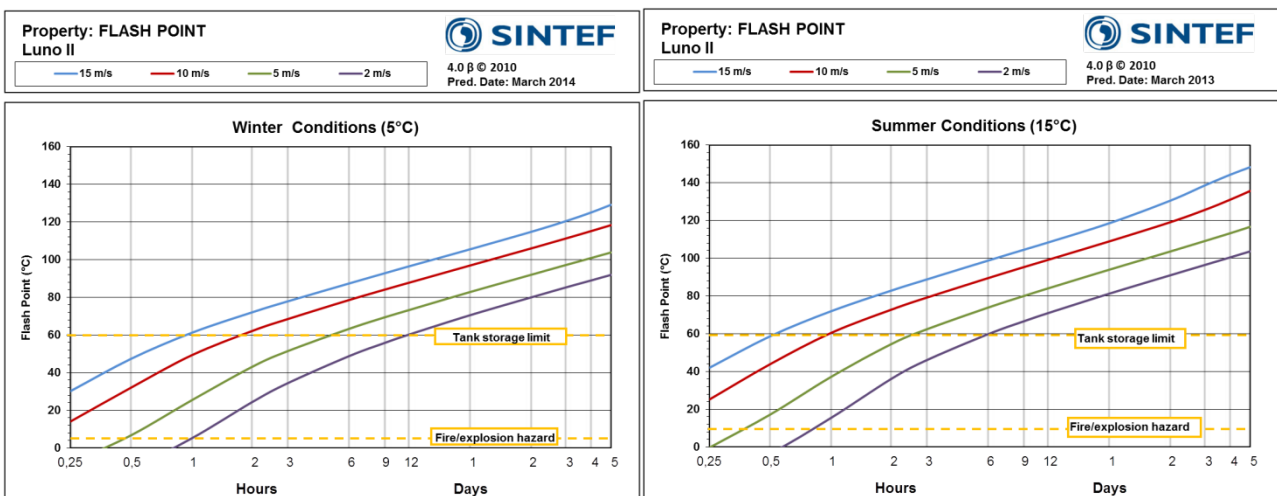 Property: FLASH POINT
Luno II
SINTEF
15 m/s 10 m/s 5 m/s 2 m/s
4.0 β © 2010
Pred. Date: March 2014
Winter Conditions (5°C)
Flash Point (°C)
160
140
120
100
80
60
40
20
0
Tank storage limit
Fire/explosion hazard
0,25 0,5 1 2 3 6 9 12 1 2 3 4 5
Hours Days
Property: FLASH POINT
Luno II
SINTEF
15 m/s 10 m/s 5 m/s 2 m/s
4.0 β © 2010
Pred. Date: March 2013
Summer Conditions (15°C)
Flash Point (°C)
160
140
120
100
80
60
40
20
0
Tank storage limit
Fire/explosion hazard
0,25 0,5 1 2 3 6 9 12 1 2 3 4 5
Hours Days